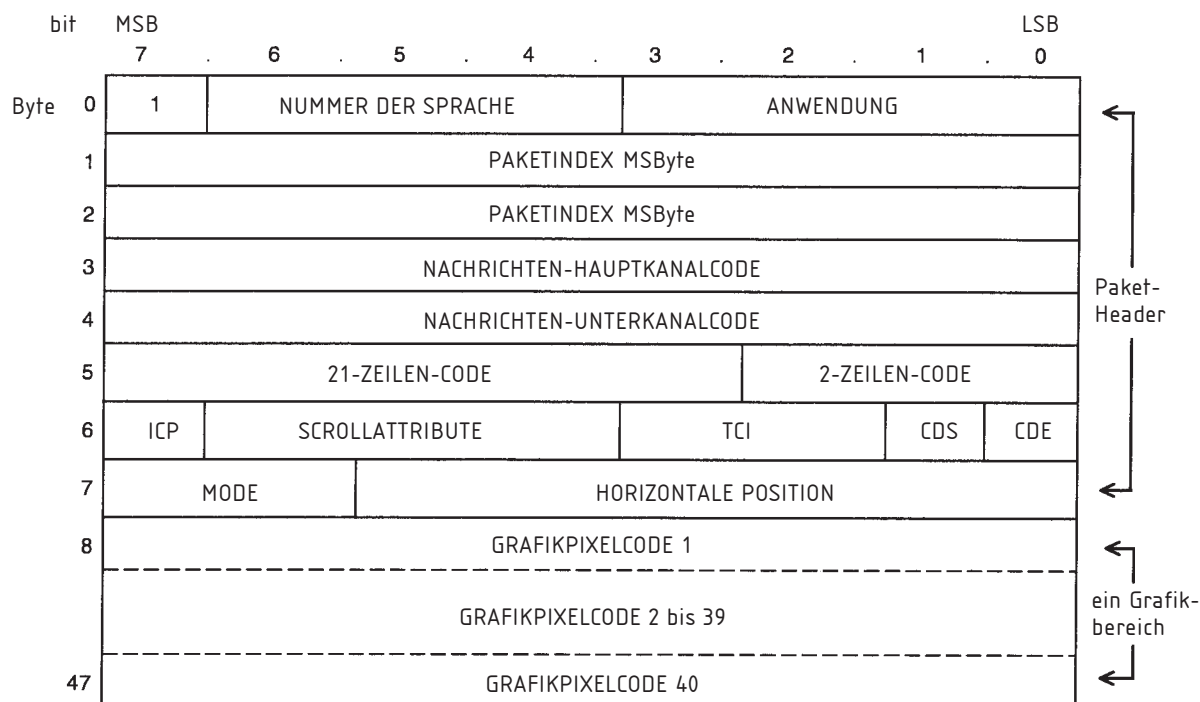 bit MSB LSB
7 . 6 . 5 . 4 . 3 . 2 . 1 . 0
Byte 0 1 NUMMER DER SPRACHE ANWENDUNG
1 PAKETINDEX MSByte
2 PAKETINDEX MSByte
3 NACHRICHTEN-HAUPTKANALCODE
4 NACHRICHTEN-UNTERKANALCODE
5 21-ZEILEN-CODE 2-ZEILEN-CODE
6 ICP SCROLLATTRIBUTE TCI CDS CDE
7 MODE HORIZONTALE POSITION
Paket-
Header
8 GRAFIKPIXELCODE 1
GRAFIKPIXELCODE 2 bis 39
47 GRAFIKPIXELCODE 40
ein Grafik-
bereich